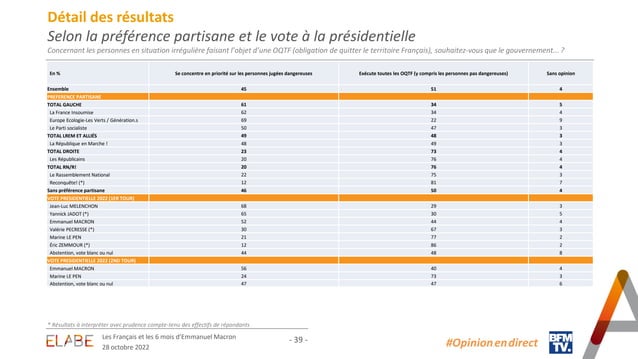 Détail des résultats
Selon la préférence partisane et le vote à la présidentielle
Concernant les personnes en situation irrégulière faisant l'objet d'une OQTF (obligation de quitter le territoire Français), souhaitez-vous que le gouvernement... ?
En % Se concentre en priorité sur les personnes jugées dangereuses Exécute toutes les OQTF (y compris les personnes pas dangereuses) Sans opinion
Ensemble 45 51 4
PREFERENCE PARTISANE
TOTAL GAUCHE 61 34 5
La France Insoumise 62 34 4
Europe Ecologie-Les Verts / Génération.s 69 22 9
Le Parti socialiste 50 47 3
TOTAL LREM ET ALLIÉS 49 48 3
La République en Marche ! 48 49 3
TOTAL DROITE 23 73 4
Les Républicains 20 76 4
TOTAL RN/R! 20 76 4
Le Rassemblement National 22 75 3
Reconquête! (*) 12 81 7
Sans préférence partisane 46 50 4
VOTE PRESIDENTIELLE 2022 (1ER TOUR)
Jean-Luc MELENCHON 68 29 3
Yannick JADOT (*) 65 30 5
Emmanuel MACRON 52 44 4
Valérie PECRESSE (*) 30 67 3
Marine LE PEN 21 77 2
Éric ZEMMOUR (*) 12 86 2
Abstention, vote blanc ou nul 44 48 8
VOTE PRESIDENTIELLE 2022 (2ND TOUR)
Emmanuel MACRON 56 40 4
Marine LE PEN 24 73 3
Abstention, vote blanc ou nul 47 47 6
* Résultats à interpréter avec prudence compte-tenu des effectifs de répondants
ELABE
Les Français et les 6 mois d'Emmanuel Macron
28 octobre 2022
- 39 -
#Opinionendirect
BFM
TV.